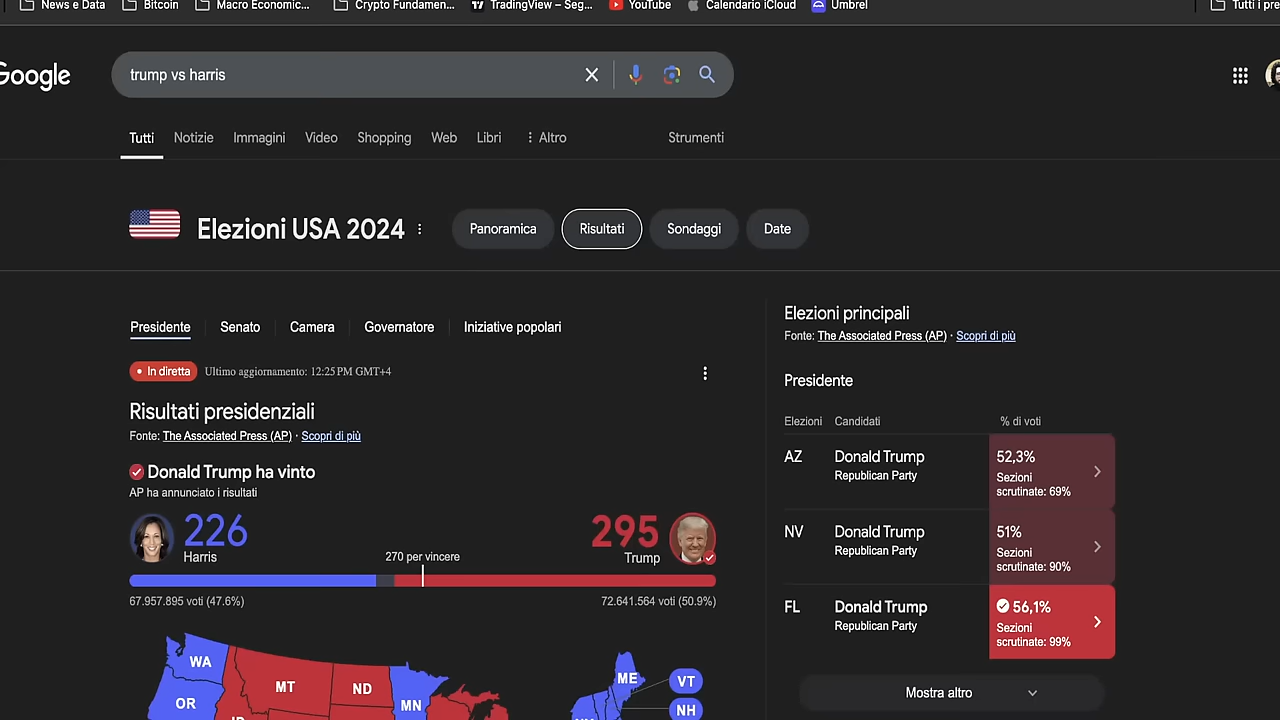 News e Data
Bitcoin
Macro Economic...
Crypto Fundamen...
TradingView – Seg...
YouTube
Calendario iCloud
Umbrel
Tutti i pre
Google
trump vs harris
Tutti
Notizie
Immagini
Video
Shopping
Web
Libri
Altro
Strumenti
Elezioni USA 2024
Panoramica
Risultati
Sondaggi
Date
Presidente
Senato
Camera
Governatore
Iniziative popolari
In diretta
Ultimo aggiornamento: 12:25 PM GMT+4
Risultati presidenziali
Fonte: The Associated Press (AP) · Scopri di più
Donald Trump ha vinto
AP ha annunciato i risultati
226
Harris
270 per vincere
295
Trump
67.957.895 voti (47.6%)
72.641.564 voti (50.9%)
WA
OR
MT
ND
MN
ME
VT
NH
Elezioni principali
Fonte: The Associated Press (AP) · Scopri di più
Presidente
Elezioni
Candidati
% di voti
AZ
Donald Trump
Republican Party
52,3%
Sezioni
scrutinate: 69%
NV
Donald Trump
Republican Party
51%
Sezioni
scrutinate: 90%
FL
Donald Trump
Republican Party
56,1%
Sezioni
scrutinate: 99%
Mostra altro